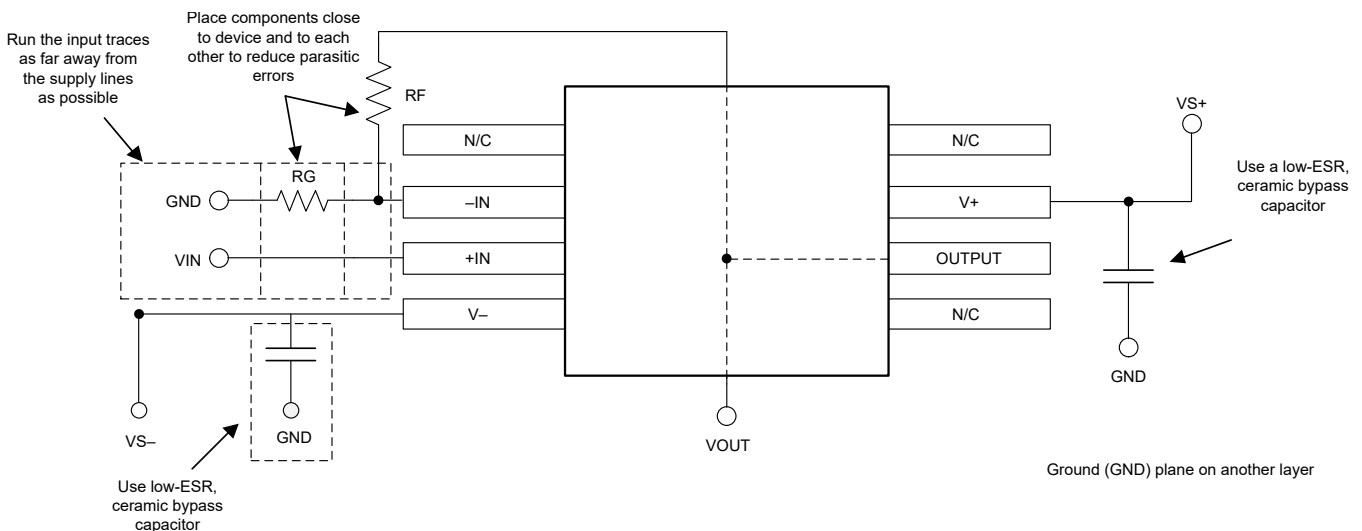 Place components close
to device and to each
other to reduce parasitic
errors
Run the input traces
as far away from
the supply lines
as possible
RF
VS+
N/C
N/C
Use a low-ESR,
ceramic bypass
capacitor
RG
GND
–IN
V+
VIN
+IN
OUTPUT
V–
N/C
GND
VS–
GND
VOUT
Ground (GND) plane on another layer
Use low-ESR,
ceramic bypass
capacitor